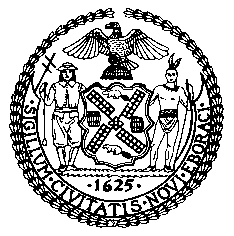 · SIGILLUM · CIVITATIS · NOVI · EBORACI ·
· 1625 ·